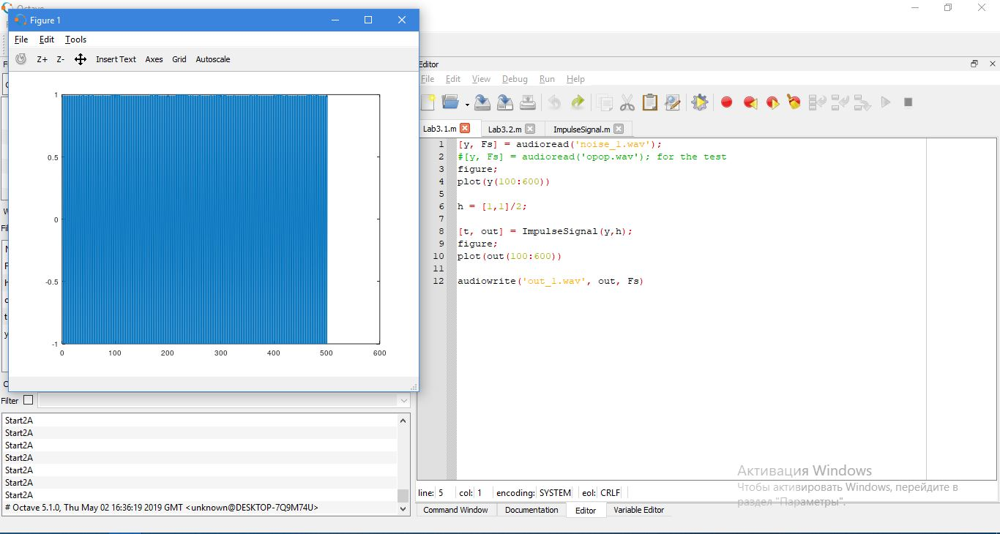 Octave
Figure 1
File Edit Tools
Z+ Z- Insert Text Axes Grid Autoscale
1
0.5
0
-0.5
-1
0 100 200 300 400 500 600
Filter
Start2A
Start2A
Start2A
Start2A
Start2A
Start2A
Start2A
# Octave 5.1.0, Thu May 02 16:36:19 2019 GMT <unknown@DESKTOP-7Q9M74U>
Editor
File Edit View Debug Run Help
Lab3.1.m Lab3.2.m ImpulseSignal.m
1 [y, Fs] = audioread('noise_1.wav');
2 #[y, Fs] = audioread('opop.wav'); for the test
3 figure;
4 plot(y(100:600))
5
6 h = [1,1]/2;
7
8 [t, out] = ImpulseSignal(y,h);
9 figure;
10 plot(out(100:600))
11
12 audiowrite('out_1.wav', out, Fs)
Активация Windows
Чтобы активировать Windows, перейдите в
раздел "Параметры".
line: 5 col: 1 encoding: SYSTEM eol: CRLF
Command Window Documentation Editor Variable Editor